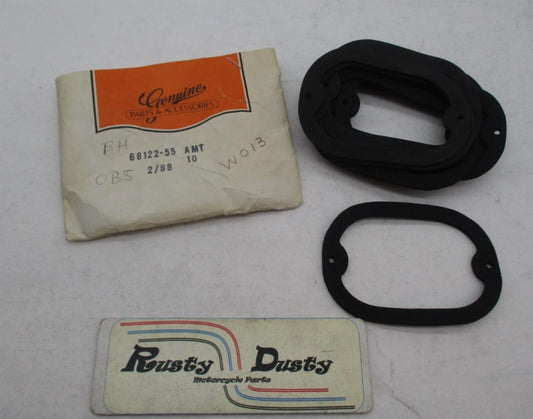 Genuine
PARTS & ACCESSORIES
BH
68122-55 AMT
OBS 2/88 10
W013
Rusty Dusty
Motorcycle Parts